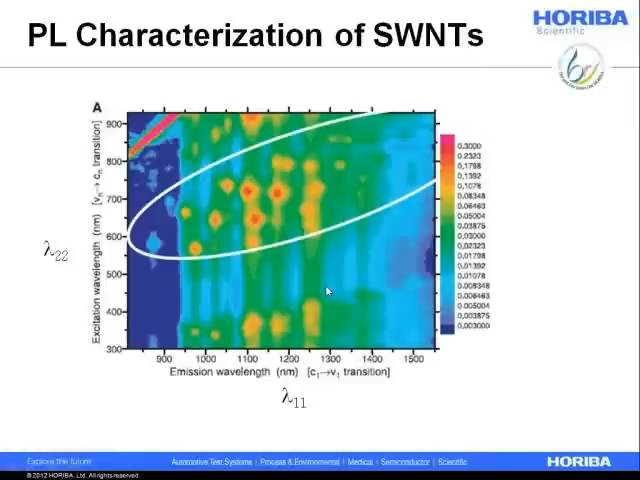 PL Characterization of SWNTs
HORIBA
Scientific
A
900
800
700
600
500
400
300
Excitation wavelength (nm) [vn→ cn transition]
λ22
900 1000 1100 1200 1300 1400 1500
Emission wavelength (nm) [c1→v1 transition]
λ11
0.3000
0.2323
0.1798
0.1392
0.1078
0.08346
0.06463
0.05004
0.03875
0.03000
0.02323
0.01798
0.01392
0.01078
0.008348
0.006463
0.005004
0.003875
0.003000
Explore the future
Automotive Test Systems | Process & Environmental | Medical | Semiconductor | Scientific
HORIBA
© 2012 HORIBA, Ltd. All rights reserved.